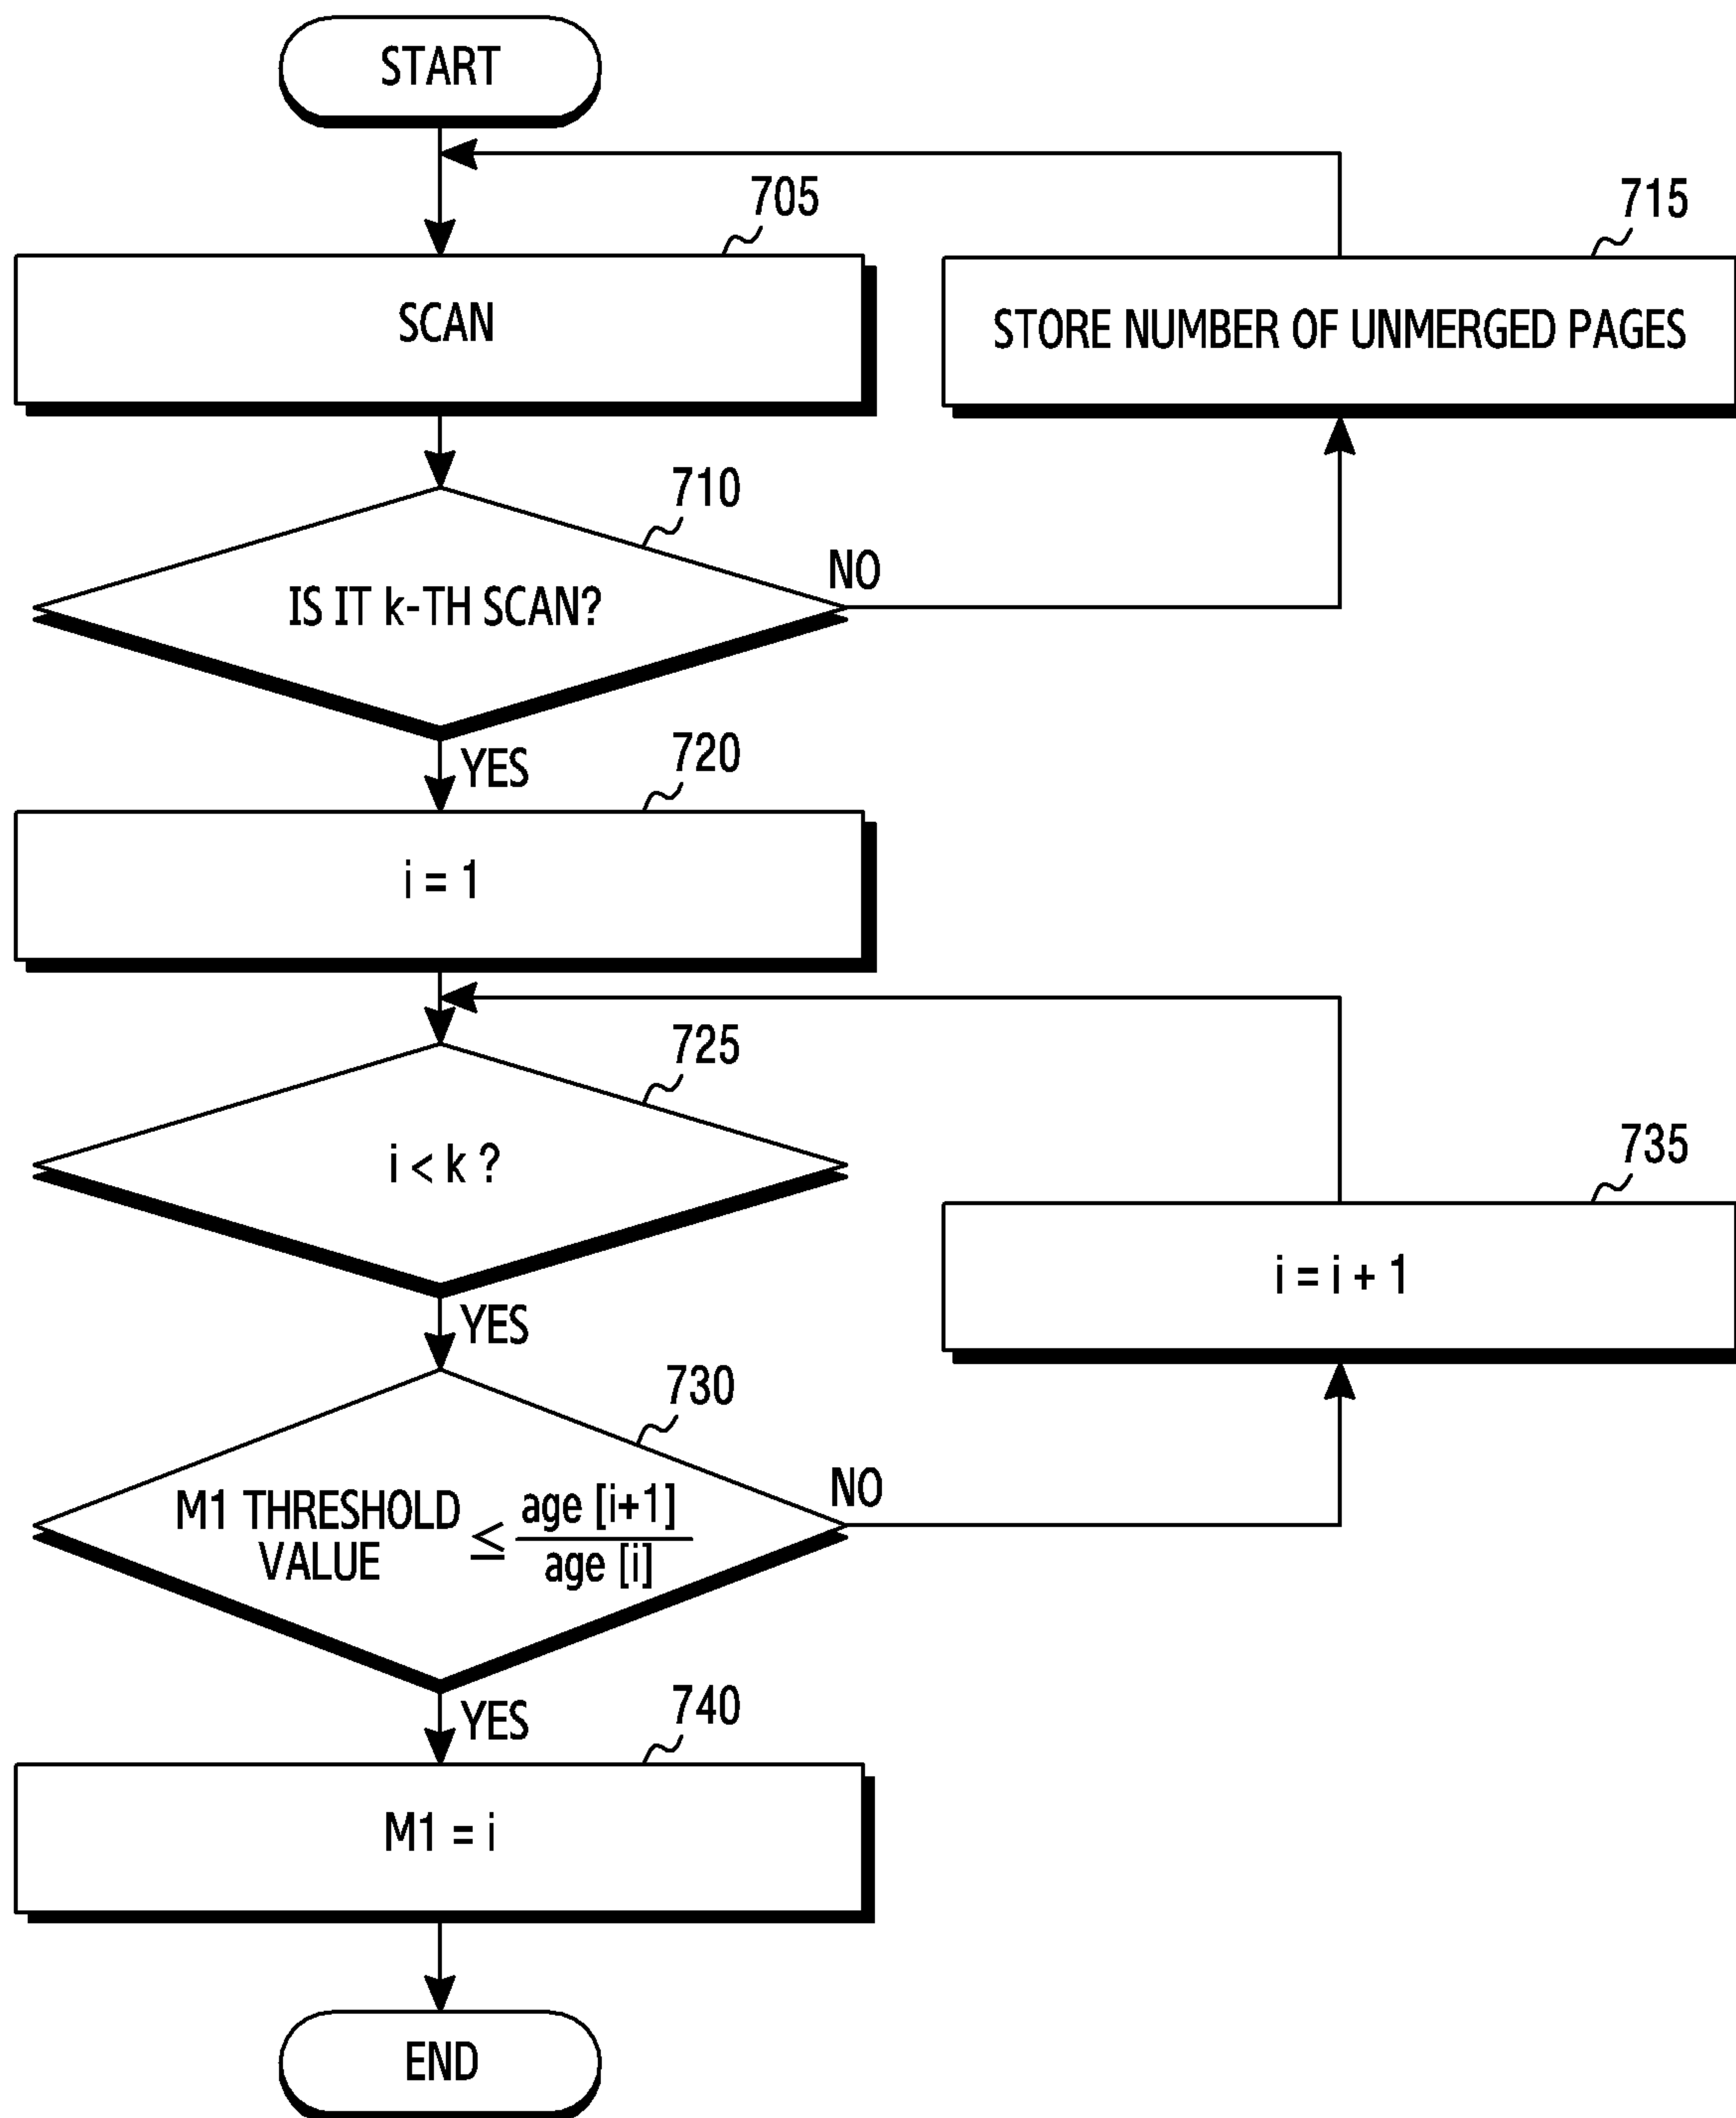 START
705
SCAN
715
STORE NUMBER OF UNMERGED PAGES
710
IS IT k-TH SCAN?
NO
YES
720
i = 1
725
i < k ?
YES
735
i = i + 1
730
M1 THRESHOLD
VALUE
≤
age [i+1]
age [i]
NO
YES
740
M1 = i
END